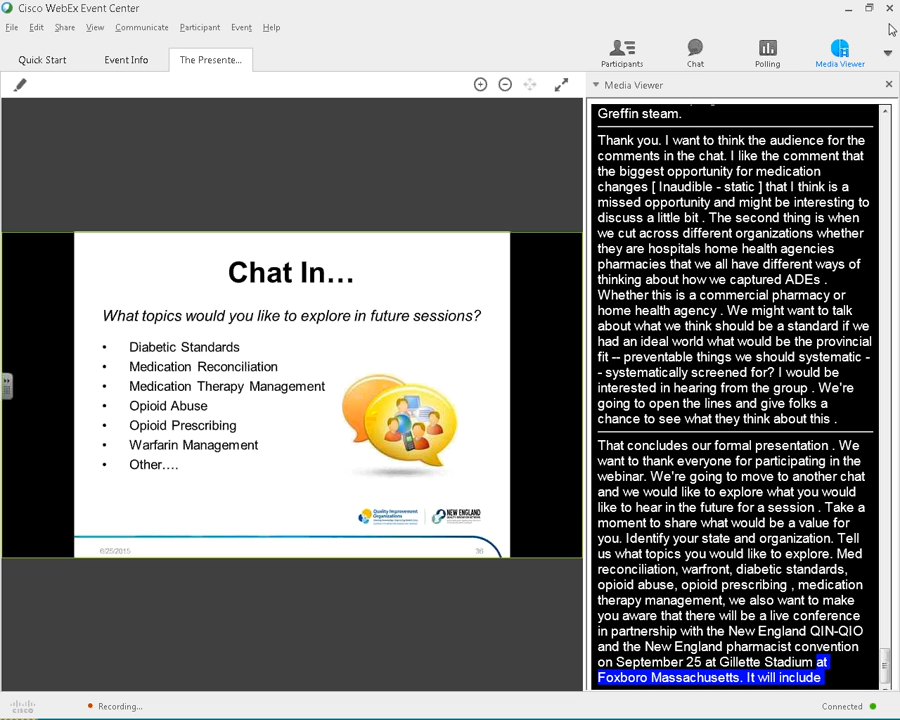 Cisco WebEx Event Center
File Edit Share View Communicate Participant Event Help
Quick Start Event Info The Presente...
Participants Chat Polling Media Viewer
Media Viewer
Chat In…
What topics would you like to explore in future sessions?
• Diabetic Standards
• Medication Reconciliation
• Medication Therapy Management
• Opioid Abuse
• Opioid Prescribing
• Warfarin Management
• Other….
Quality Improvement
Organizations
NEW ENGLAND
6/25/2015 36
Greffin steam.
Thank you. I want to think the audience for the
comments in the chat. I like the comment that
the biggest opportunity for medication
changes [ Inaudible - static ] that I think is a
missed opportunity and might be interesting to
discuss a little bit . The second thing is when
we cut across different organizations whether
they are hospitals home health agencies
pharmacies that we all have different ways of
thinking about how we captured ADEs .
Whether this is a commercial pharmacy or
home health agency . We might want to talk
about what we think should be a standard if we
had an ideal world what would be the provincial
fit -- preventable things we should systematic -
- systematically screened for? I would be
interested in hearing from the group . We're
going to open the lines and give folks a
chance to see what they think about this .
That concludes our formal presentation . We
want to thank everyone for participating in the
webinar. We're going to move to another chat
and we would like to explore what you would
like to hear in the future for a session . Take a
moment to share what would be a value for
you. Identify your state and organization. Tell
us what topics you would like to explore. Med
reconciliation, warfront, diabetic standards,
opioid abuse, opioid prescribing , medication
therapy management, we also want to make
you aware that there will be a live conference
in partnership with the New England QIN-QIO
and the New England pharmacist convention
on September 25 at Gillette Stadium at
Foxboro Massachusetts. It will include
cisco Recording... Connected